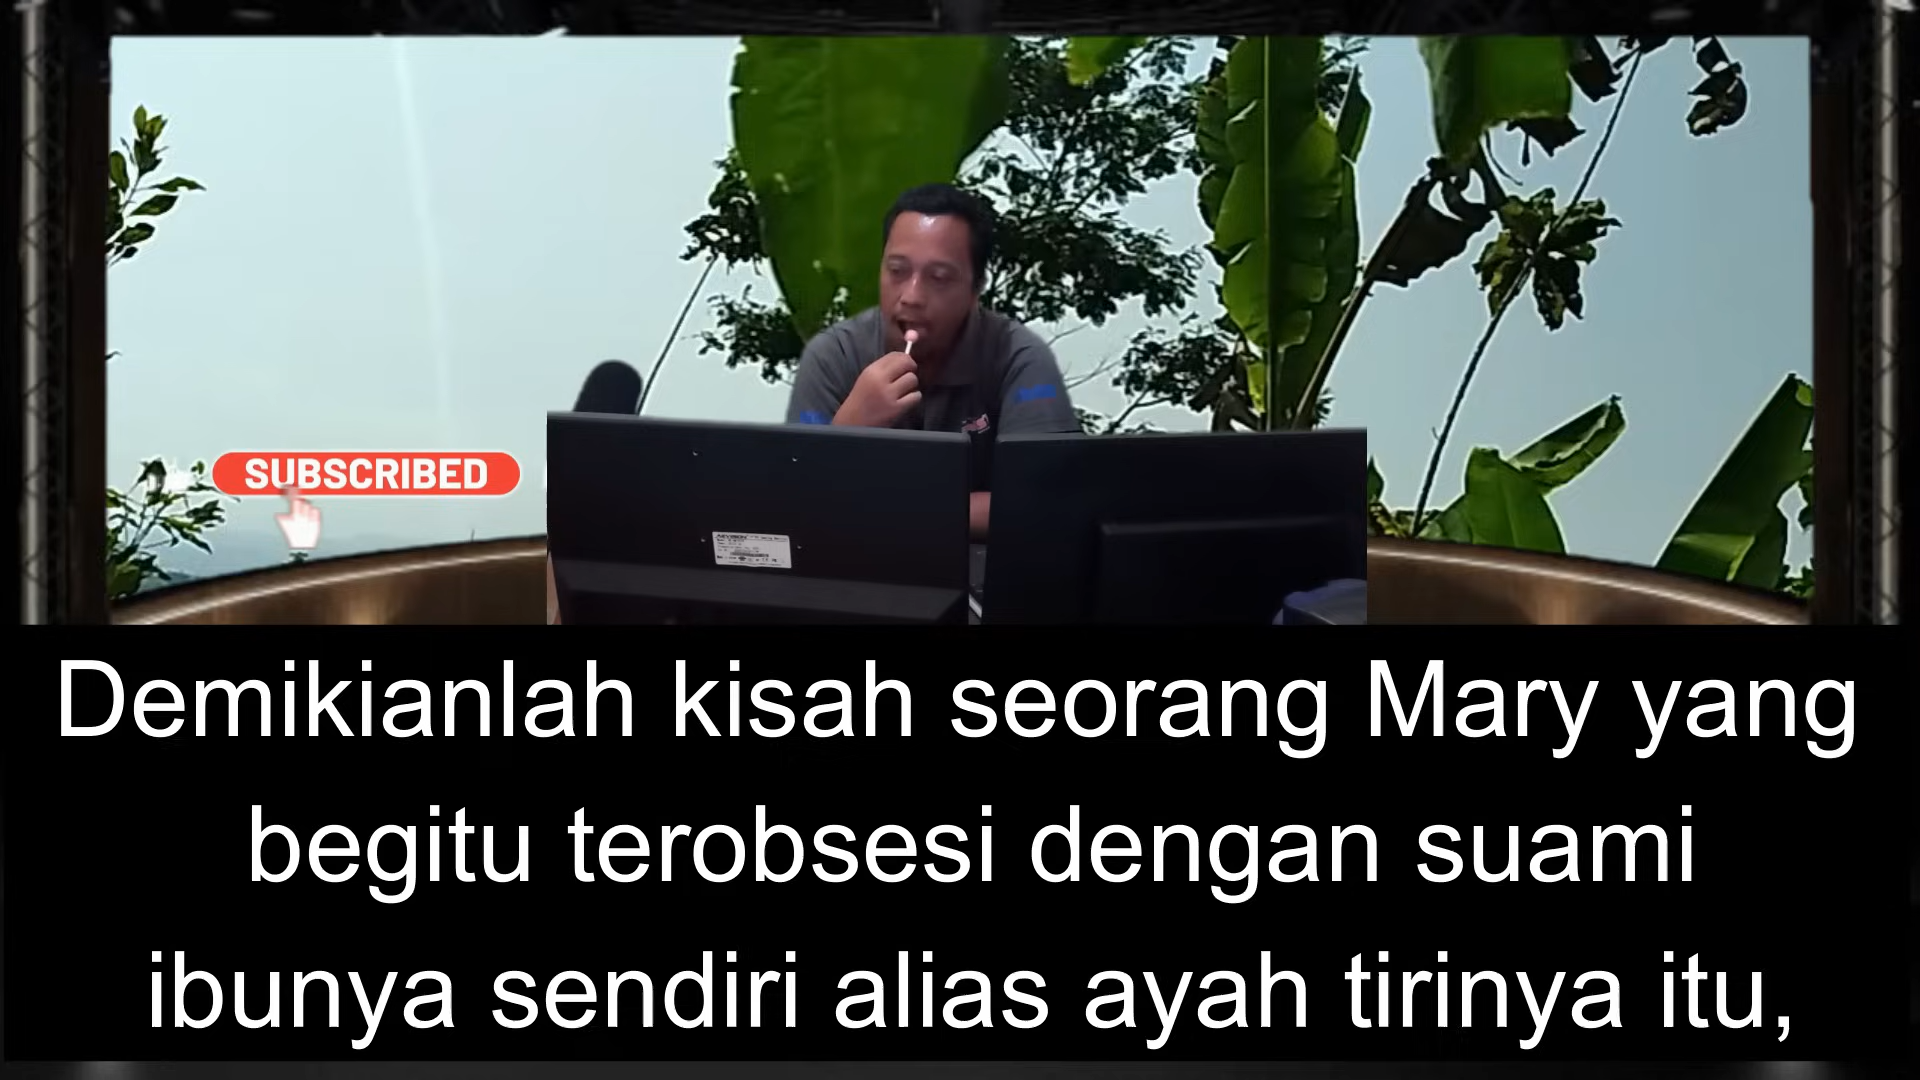 SUBSCRIBED
Demikianlah kisah seorang Mary yang
begitu terobsesi dengan suami
ibunya sendiri alias ayah tirinya itu,